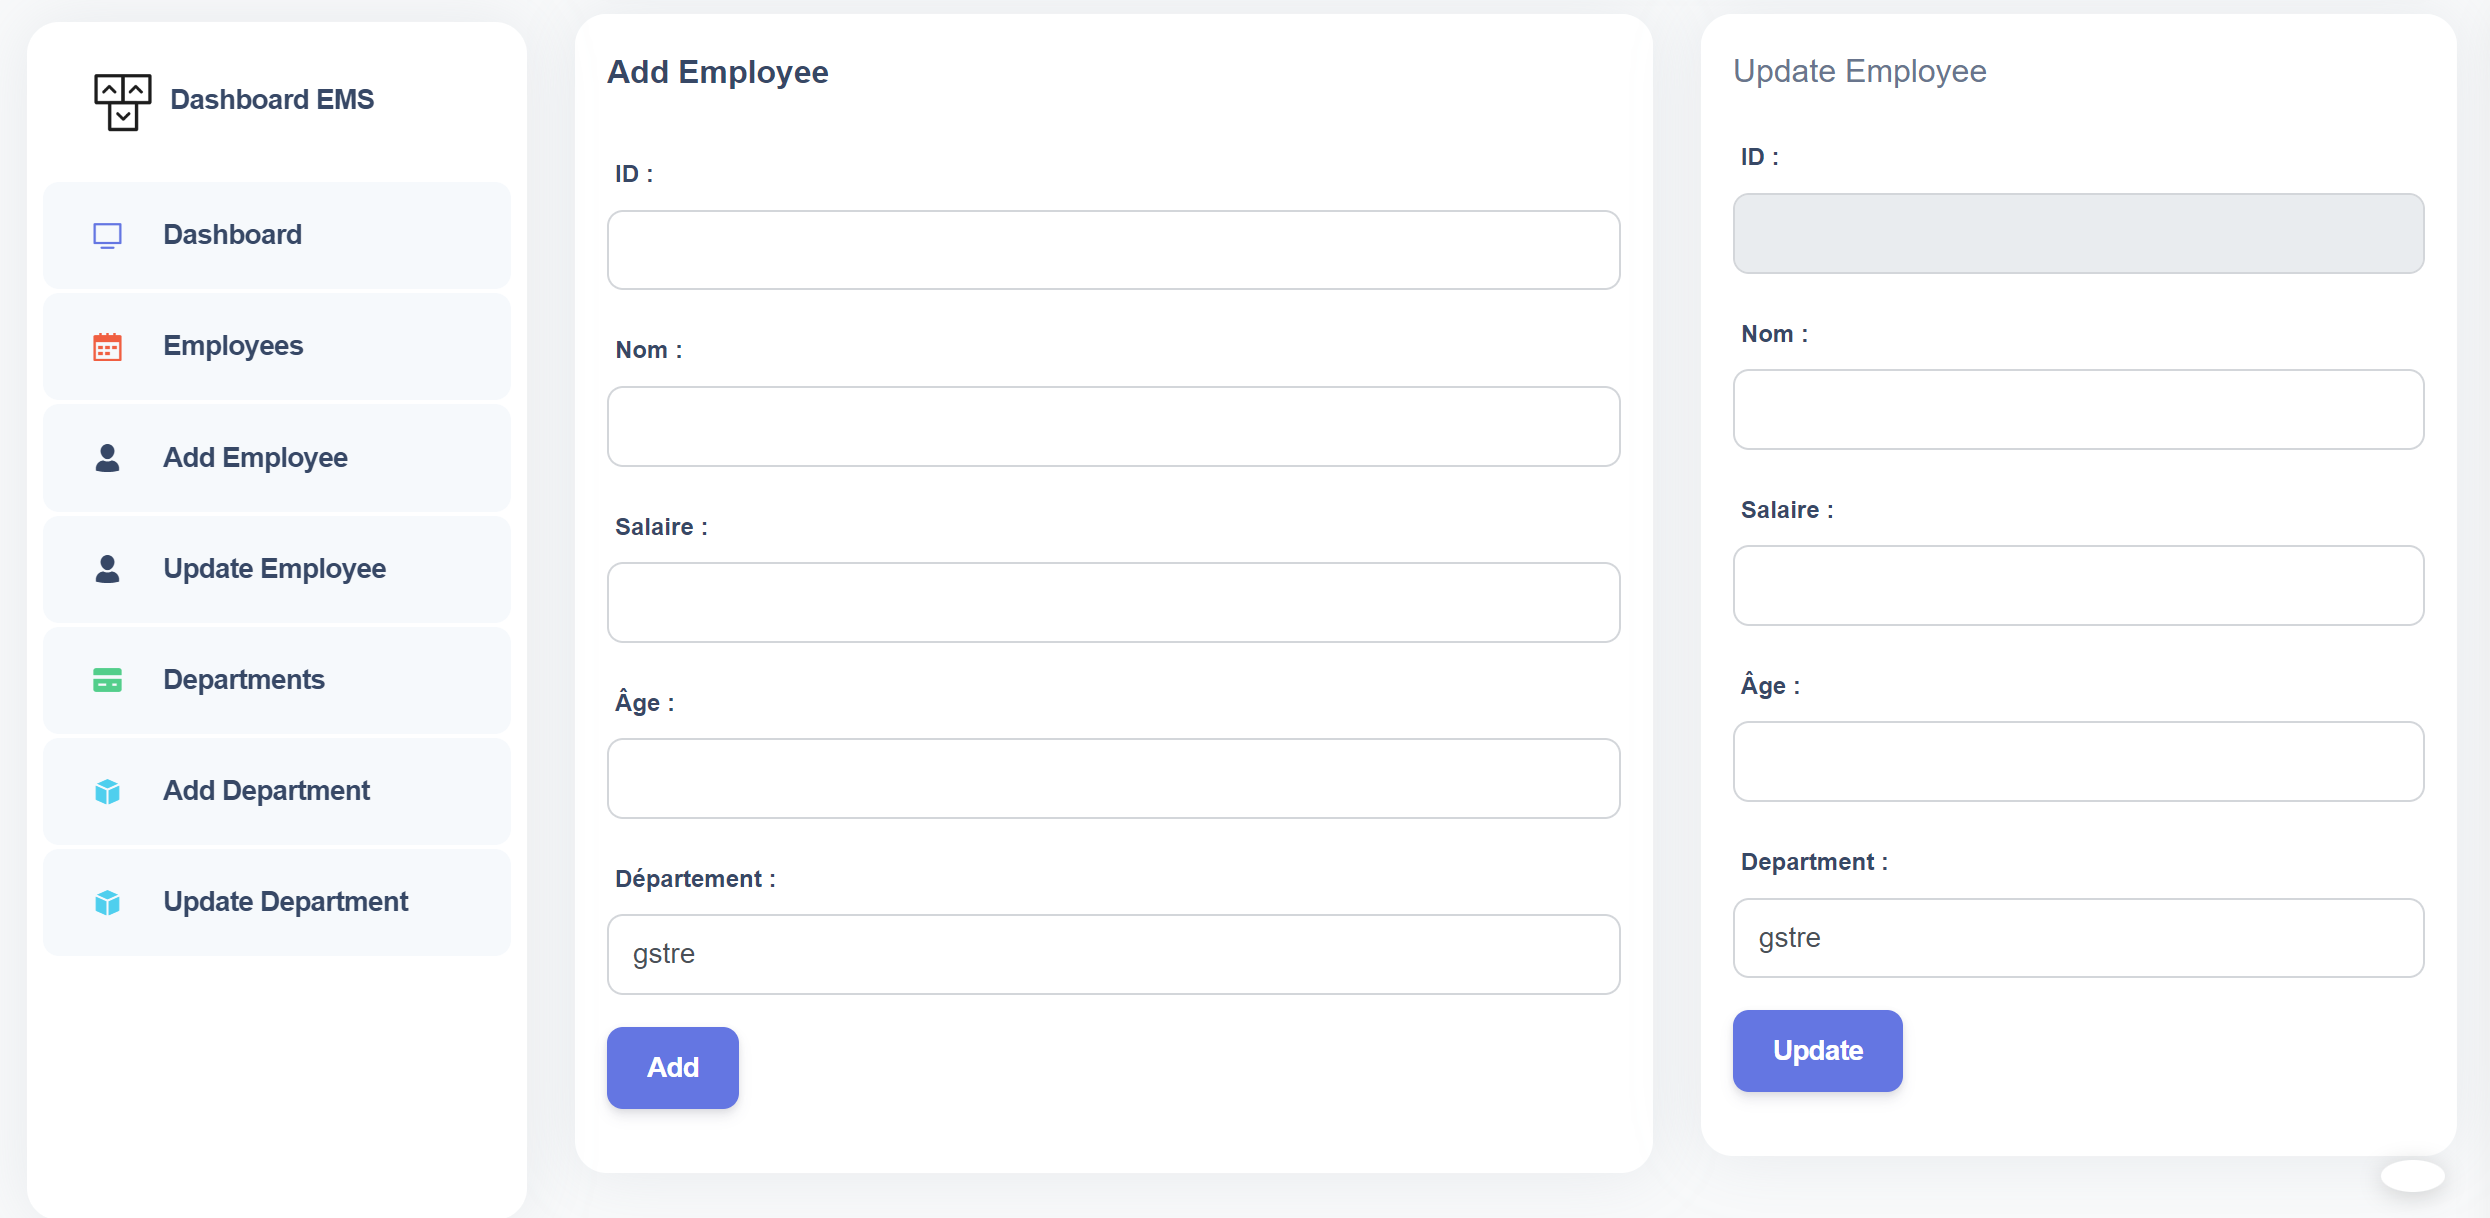 Dashboard EMS
Dashboard
Employees
Add Employee
Update Employee
Departments
Add Department
Update Department
Add Employee
ID :
Nom :
Salaire :
Âge :
Département :
gstre
Add
Update Employee
ID :
Nom :
Salaire :
Âge :
Department :
gstre
Update